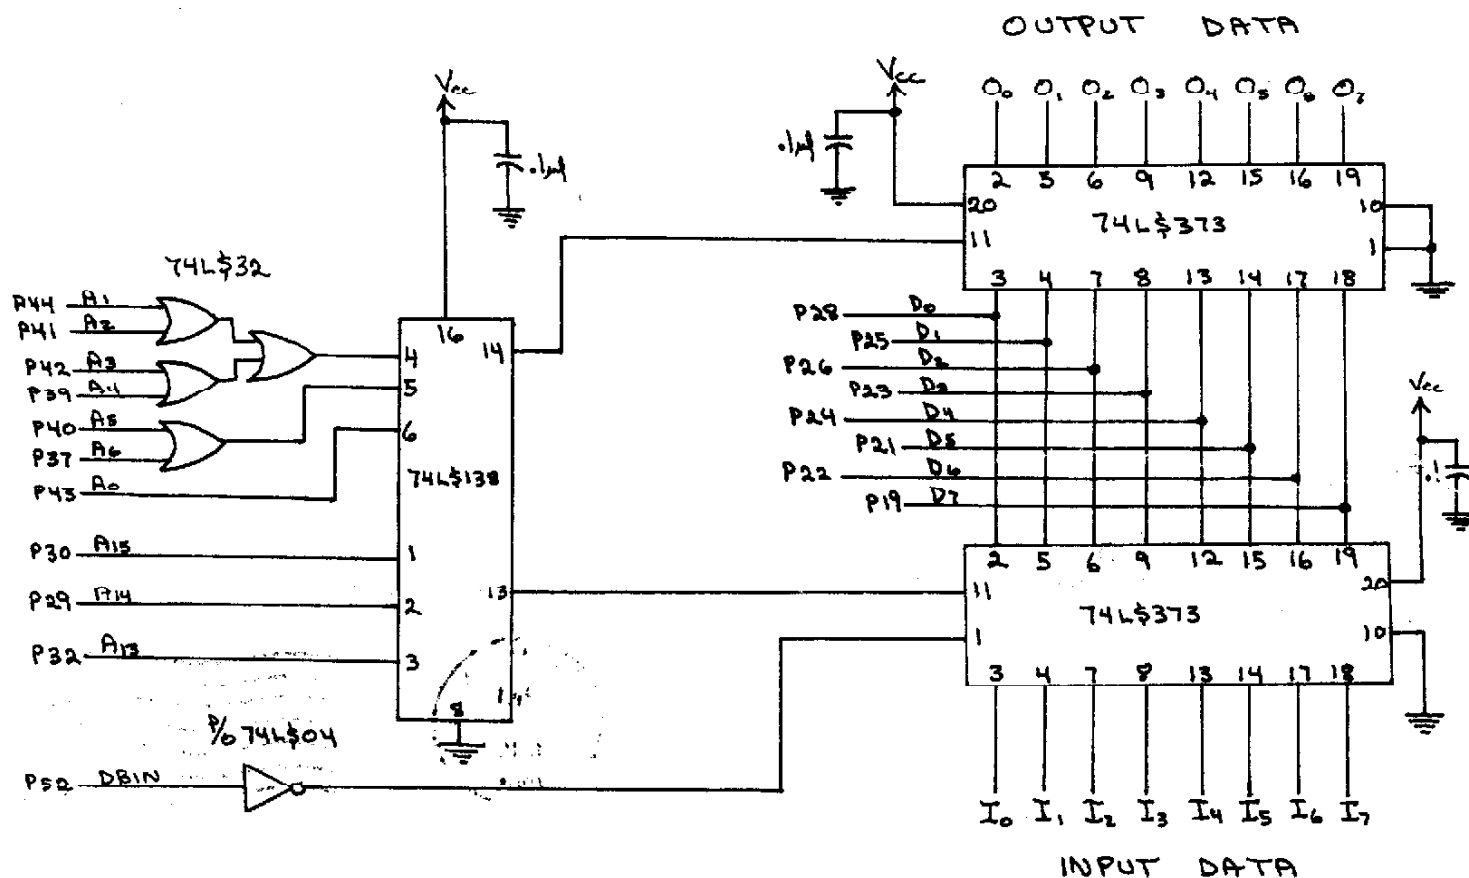 OUTPUT DATA
Vcc
Vcc
O0 O1 O2 O3 O4 O5 O6 O7
.1µf
.1µf
2 5 6 9 12 15 16 19
20
74LS373
10
11
1
3 4 7 8 13 14 17 18
74LS32
P44 A1
P41 A2
P42 A3
P39 A4
P40 A5
P37 A6
P43 A0
16
14
4
5
6
74LS138
P28 D0
P25 D1
P26 D2
P23 D3
P24 D4
P21 D5
P22 D6
P19 D7
Vcc
.1
P30 A15 1
P29 A14 2
P32 A13 3
13
8
2 5 6 9 12 15 16 19
20
11
74LS373
1
10
3 4 7 8 13 14 17 18
P/O 74LS04
P52 DBIN
I0 I1 I2 I3 I4 I5 I6 I7
INPUT DATA